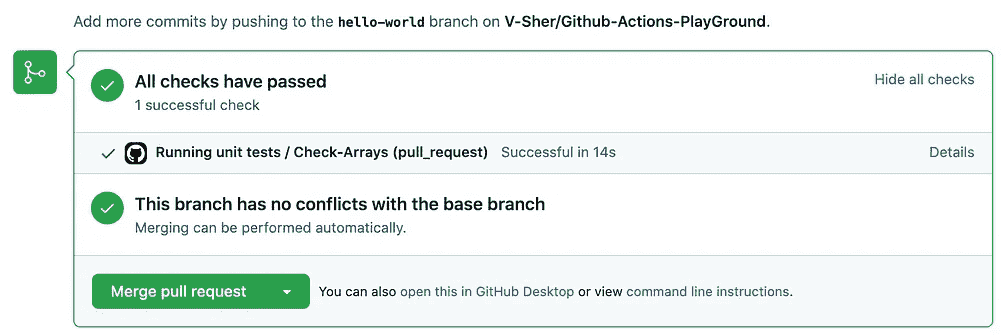 Add more commits by pushing to the hello-world branch on V-Sher/Github-Actions-PlayGround.
All checks have passed
Hide all checks
1 successful check
Running unit tests / Check-Arrays (pull_request) Successful in 14s Details
This branch has no conflicts with the base branch
Merging can be performed automatically.
Merge pull request You can also open this in GitHub Desktop or view command line instructions.